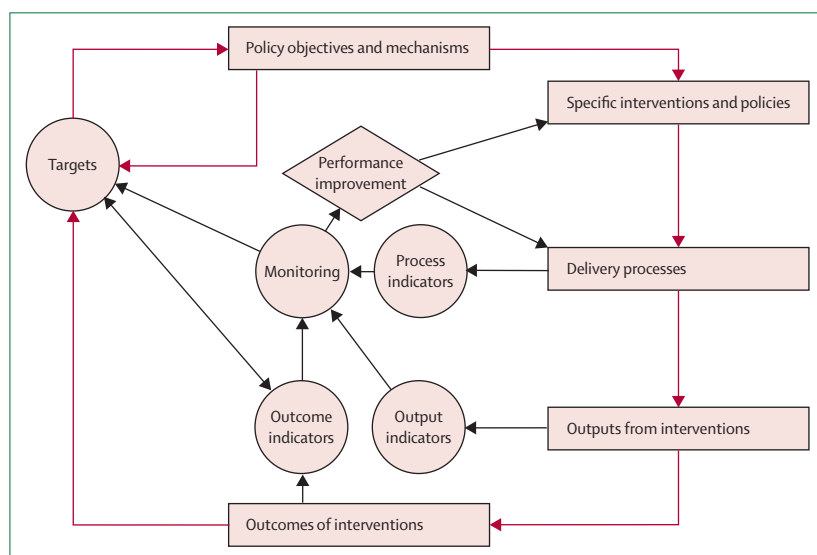 Policy objectives and mechanisms
Specific interventions and policies
Targets
Performance
improvement
Monitoring
Process
indicators
Delivery processes
Outcome
indicators
Output
indicators
Outputs from interventions
Outcomes of interventions